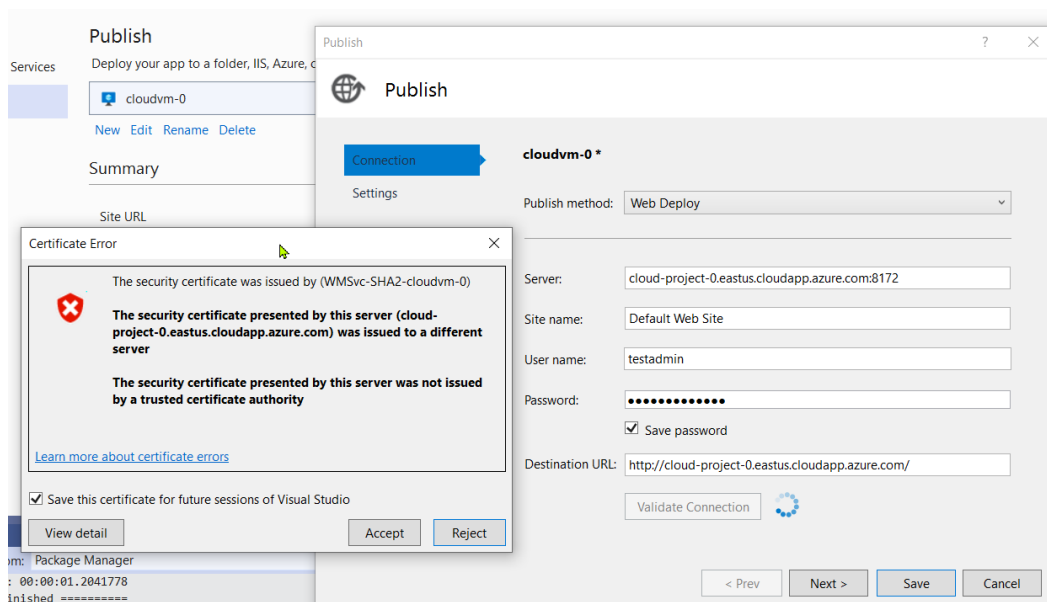 Publish
Services
Deploy your app to a folder, IIS, Azure, c
cloudvm-0
New Edit Rename Delete
Summary
Site URL
Publish
?
Publish
Connection
Settings
cloudvm-0 *
Publish method: Web Deploy
Server: cloud-project-0.eastus.cloudapp.azure.com:8172
Site name: Default Web Site
User name: testadmin
Password: •••••••••••••
Save password
Destination URL: http://cloud-project-0.eastus.cloudapp.azure.com/
Validate Connection
< Prev Next > Save Cancel
Certificate Error
The security certificate was issued by (WMSvc-SHA2-cloudvm-0)
The security certificate presented by this server (cloud-
project-0.eastus.cloudapp.azure.com) was issued to a different
server
The security certificate presented by this server was not issued
by a trusted certificate authority
Learn more about certificate errors
Save this certificate for future sessions of Visual Studio
View detail Accept Reject
om: Package Manager
: 00:00:01.2041778
inished ==========